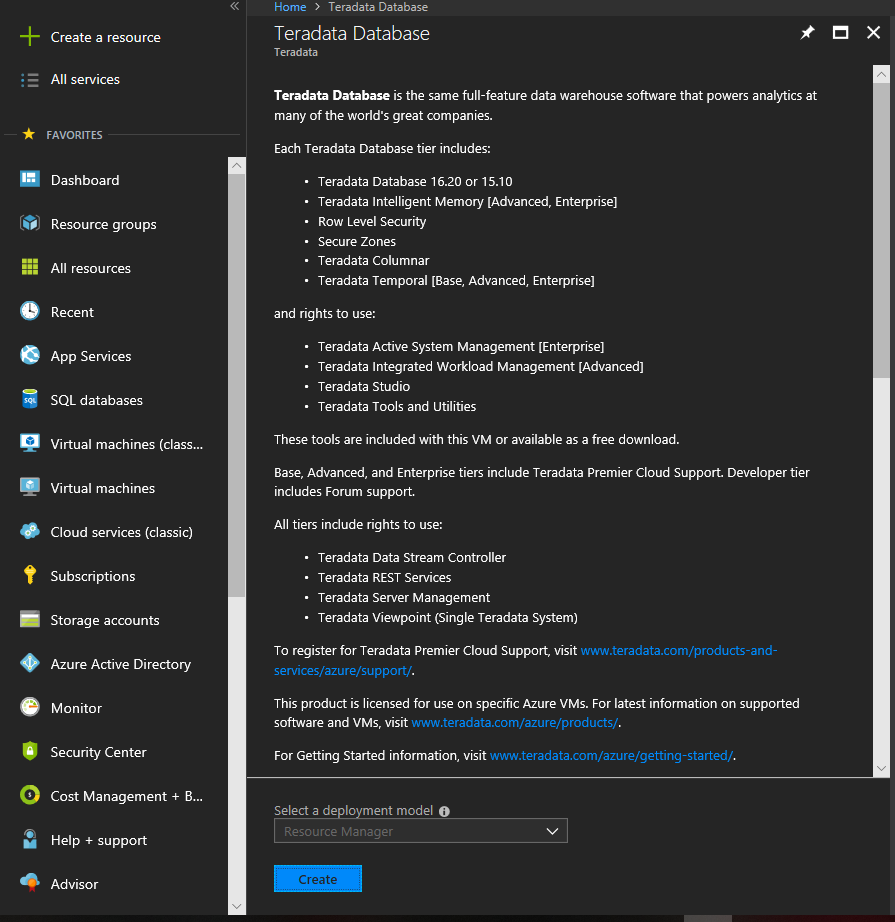 Create a resource
All services
FAVORITES
Dashboard
Resource groups
All resources
Recent
App Services
SQL
SQL databases
Virtual machines (class...
Virtual machines
Cloud services (classic)
Subscriptions
Storage accounts
Azure Active Directory
Monitor
Security Center
Cost Management + B...
Help + support
Advisor
Home > Teradata Database
Teradata Database
Teradata
Teradata Database is the same full-feature data warehouse software that powers analytics at
many of the world's great companies.
Each Teradata Database tier includes:
• Teradata Database 16.20 or 15.10
• Teradata Intelligent Memory [Advanced, Enterprise]
• Row Level Security
• Secure Zones
• Teradata Columnar
• Teradata Temporal [Base, Advanced, Enterprise]
and rights to use:
• Teradata Active System Management [Enterprise]
• Teradata Integrated Workload Management [Advanced]
• Teradata Studio
• Teradata Tools and Utilities
These tools are included with this VM or available as a free download.
Base, Advanced, and Enterprise tiers include Teradata Premier Cloud Support. Developer tier
includes Forum support.
All tiers include rights to use:
• Teradata Data Stream Controller
• Teradata REST Services
• Teradata Server Management
• Teradata Viewpoint (Single Teradata System)
To register for Teradata Premier Cloud Support, visit www.teradata.com/products-and-
services/azure/support/.
This product is licensed for use on specific Azure VMs. For latest information on supported
software and VMs, visit www.teradata.com/azure/products/.
For Getting Started information, visit www.teradata.com/azure/getting-started/.
Select a deployment model
Resource Manager
Create